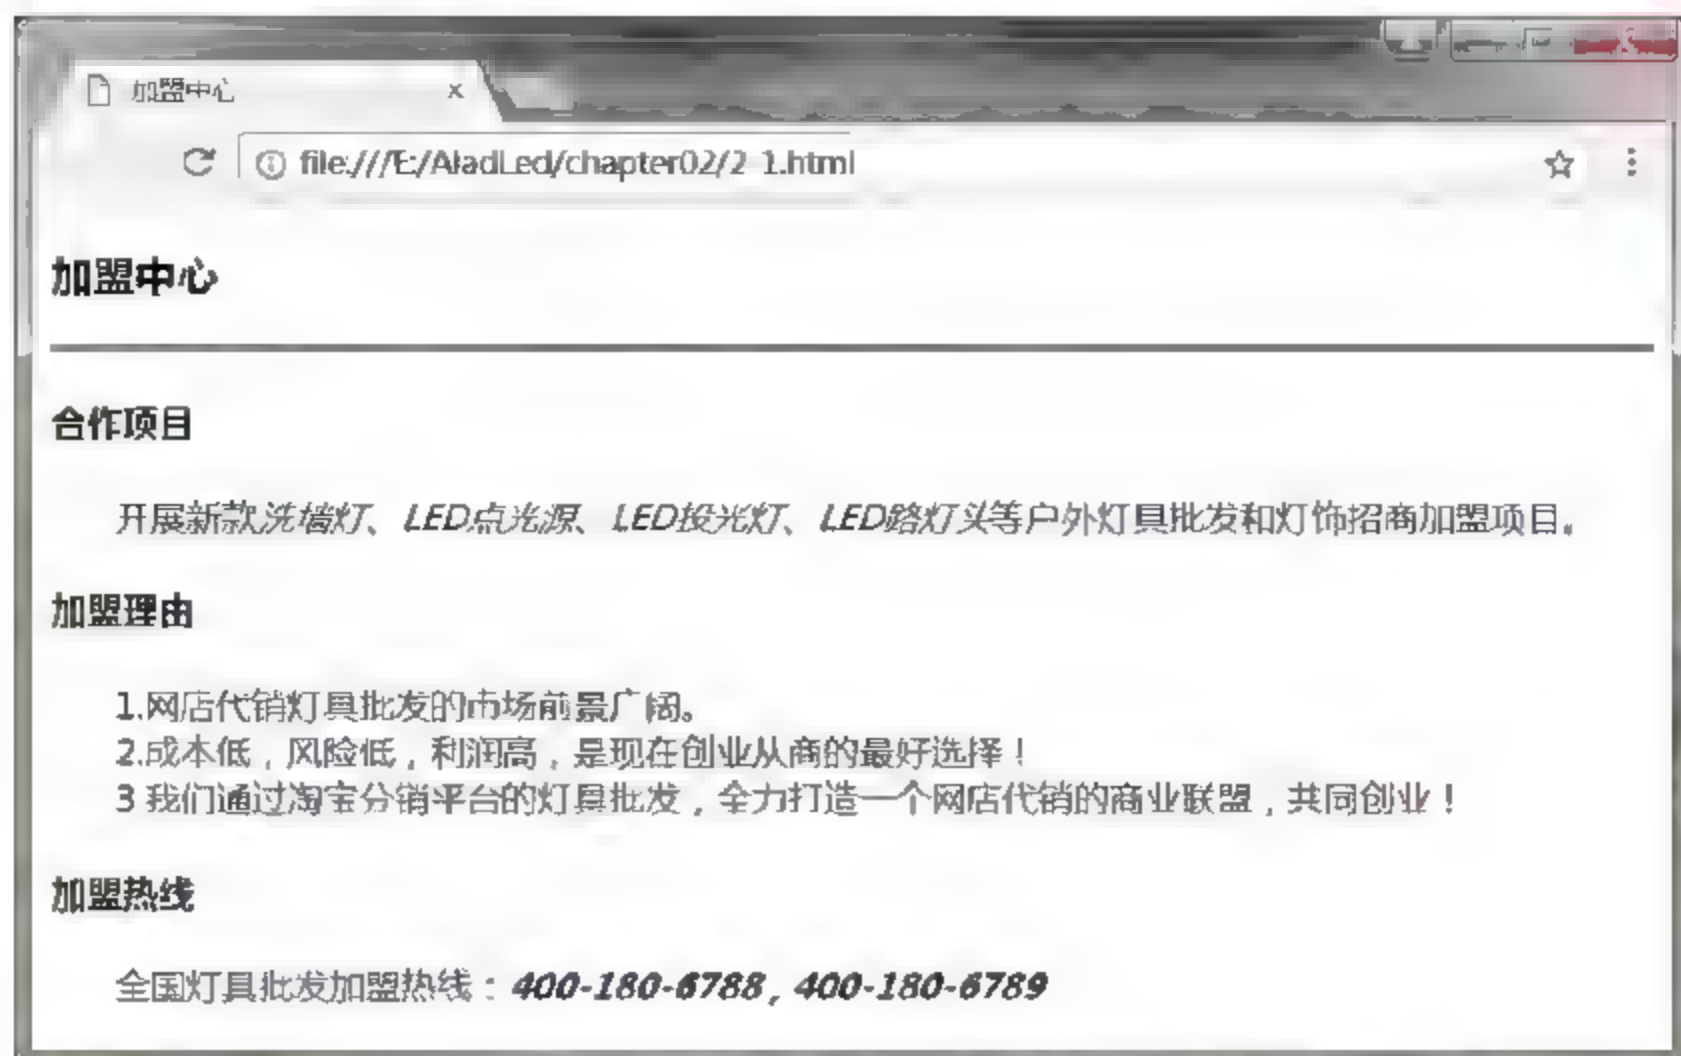 加盟中心
file:///E:/AladLed/chapter02/2-1.html
加盟中心
合作项目
开展新款洗墙灯、LED点光源、LED投光灯、LED路灯头等户外灯具批发和灯饰招商加盟项目。
加盟理由
1.网店代销灯具批发的市场前景广阔。
2.成本低，风险低，利润高，是现在创业从商的最好选择！
3.我们通过淘宝分销平台的灯具批发，全力打造一个网店代销的商业联盟，共同创业！
加盟热线
全国灯具批发加盟热线：400-180-6788，400-180-6789